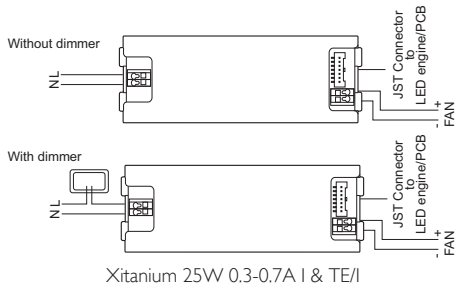 Without dimmer
N L
JST Connector
to
LED engine/PCB
+
-
FAN
With dimmer
N L
JST Connector
to
LED engine/PCB
+
-
FAN
Xitanium 25W 0.3-0.7A I & TE/I